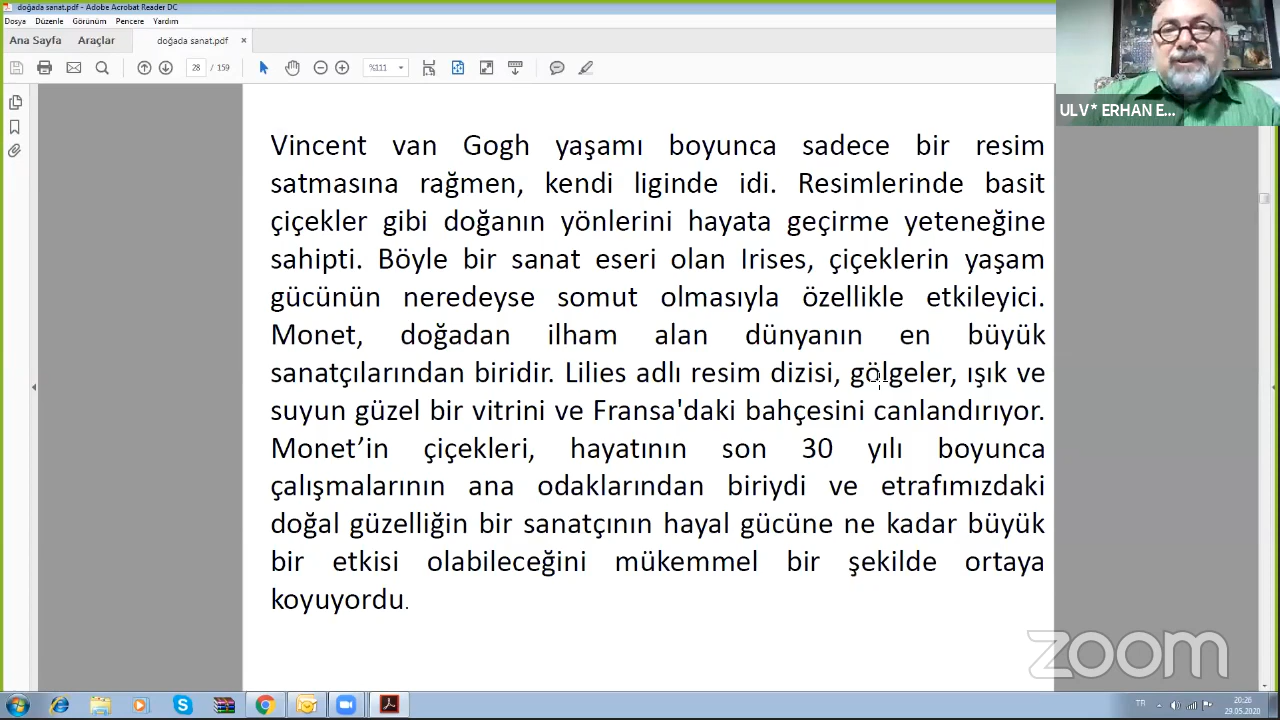 doğada sanat.pdf - Adobe Acrobat Reader DC
Dosya Düzenle Görünüm Pencere Yardım
Ana Sayfa Araçlar doğada sanat.pdf ×
28 / 159 %111
ULV* ERHAN E...
Vincent van Gogh yaşamı boyunca sadece bir resim
satmasına rağmen, kendi liginde idi. Resimlerinde basit
çiçekler gibi doğanın yönlerini hayata geçirme yeteneğine
sahipti. Böyle bir sanat eseri olan Irises, çiçeklerin yaşam
gücünün neredeyse somut olmasıyla özellikle etkileyici.
Monet, doğadan ilham alan dünyanın en büyük
sanatçılarından biridir. Lilies adlı resim dizisi, gölgeler, ışık ve
suyun güzel bir vitrini ve Fransa'daki bahçesini canlandırıyor.
Monet’in çiçekleri, hayatının son 30 yılı boyunca
çalışmalarının ana odaklarından biriydi ve etrafımızdaki
doğal güzelliğin bir sanatçının hayal gücüne ne kadar büyük
bir etkisi olabileceğini mükemmel bir şekilde ortaya
koyuyordu.
zoom
TR 20:26
29.05.2020